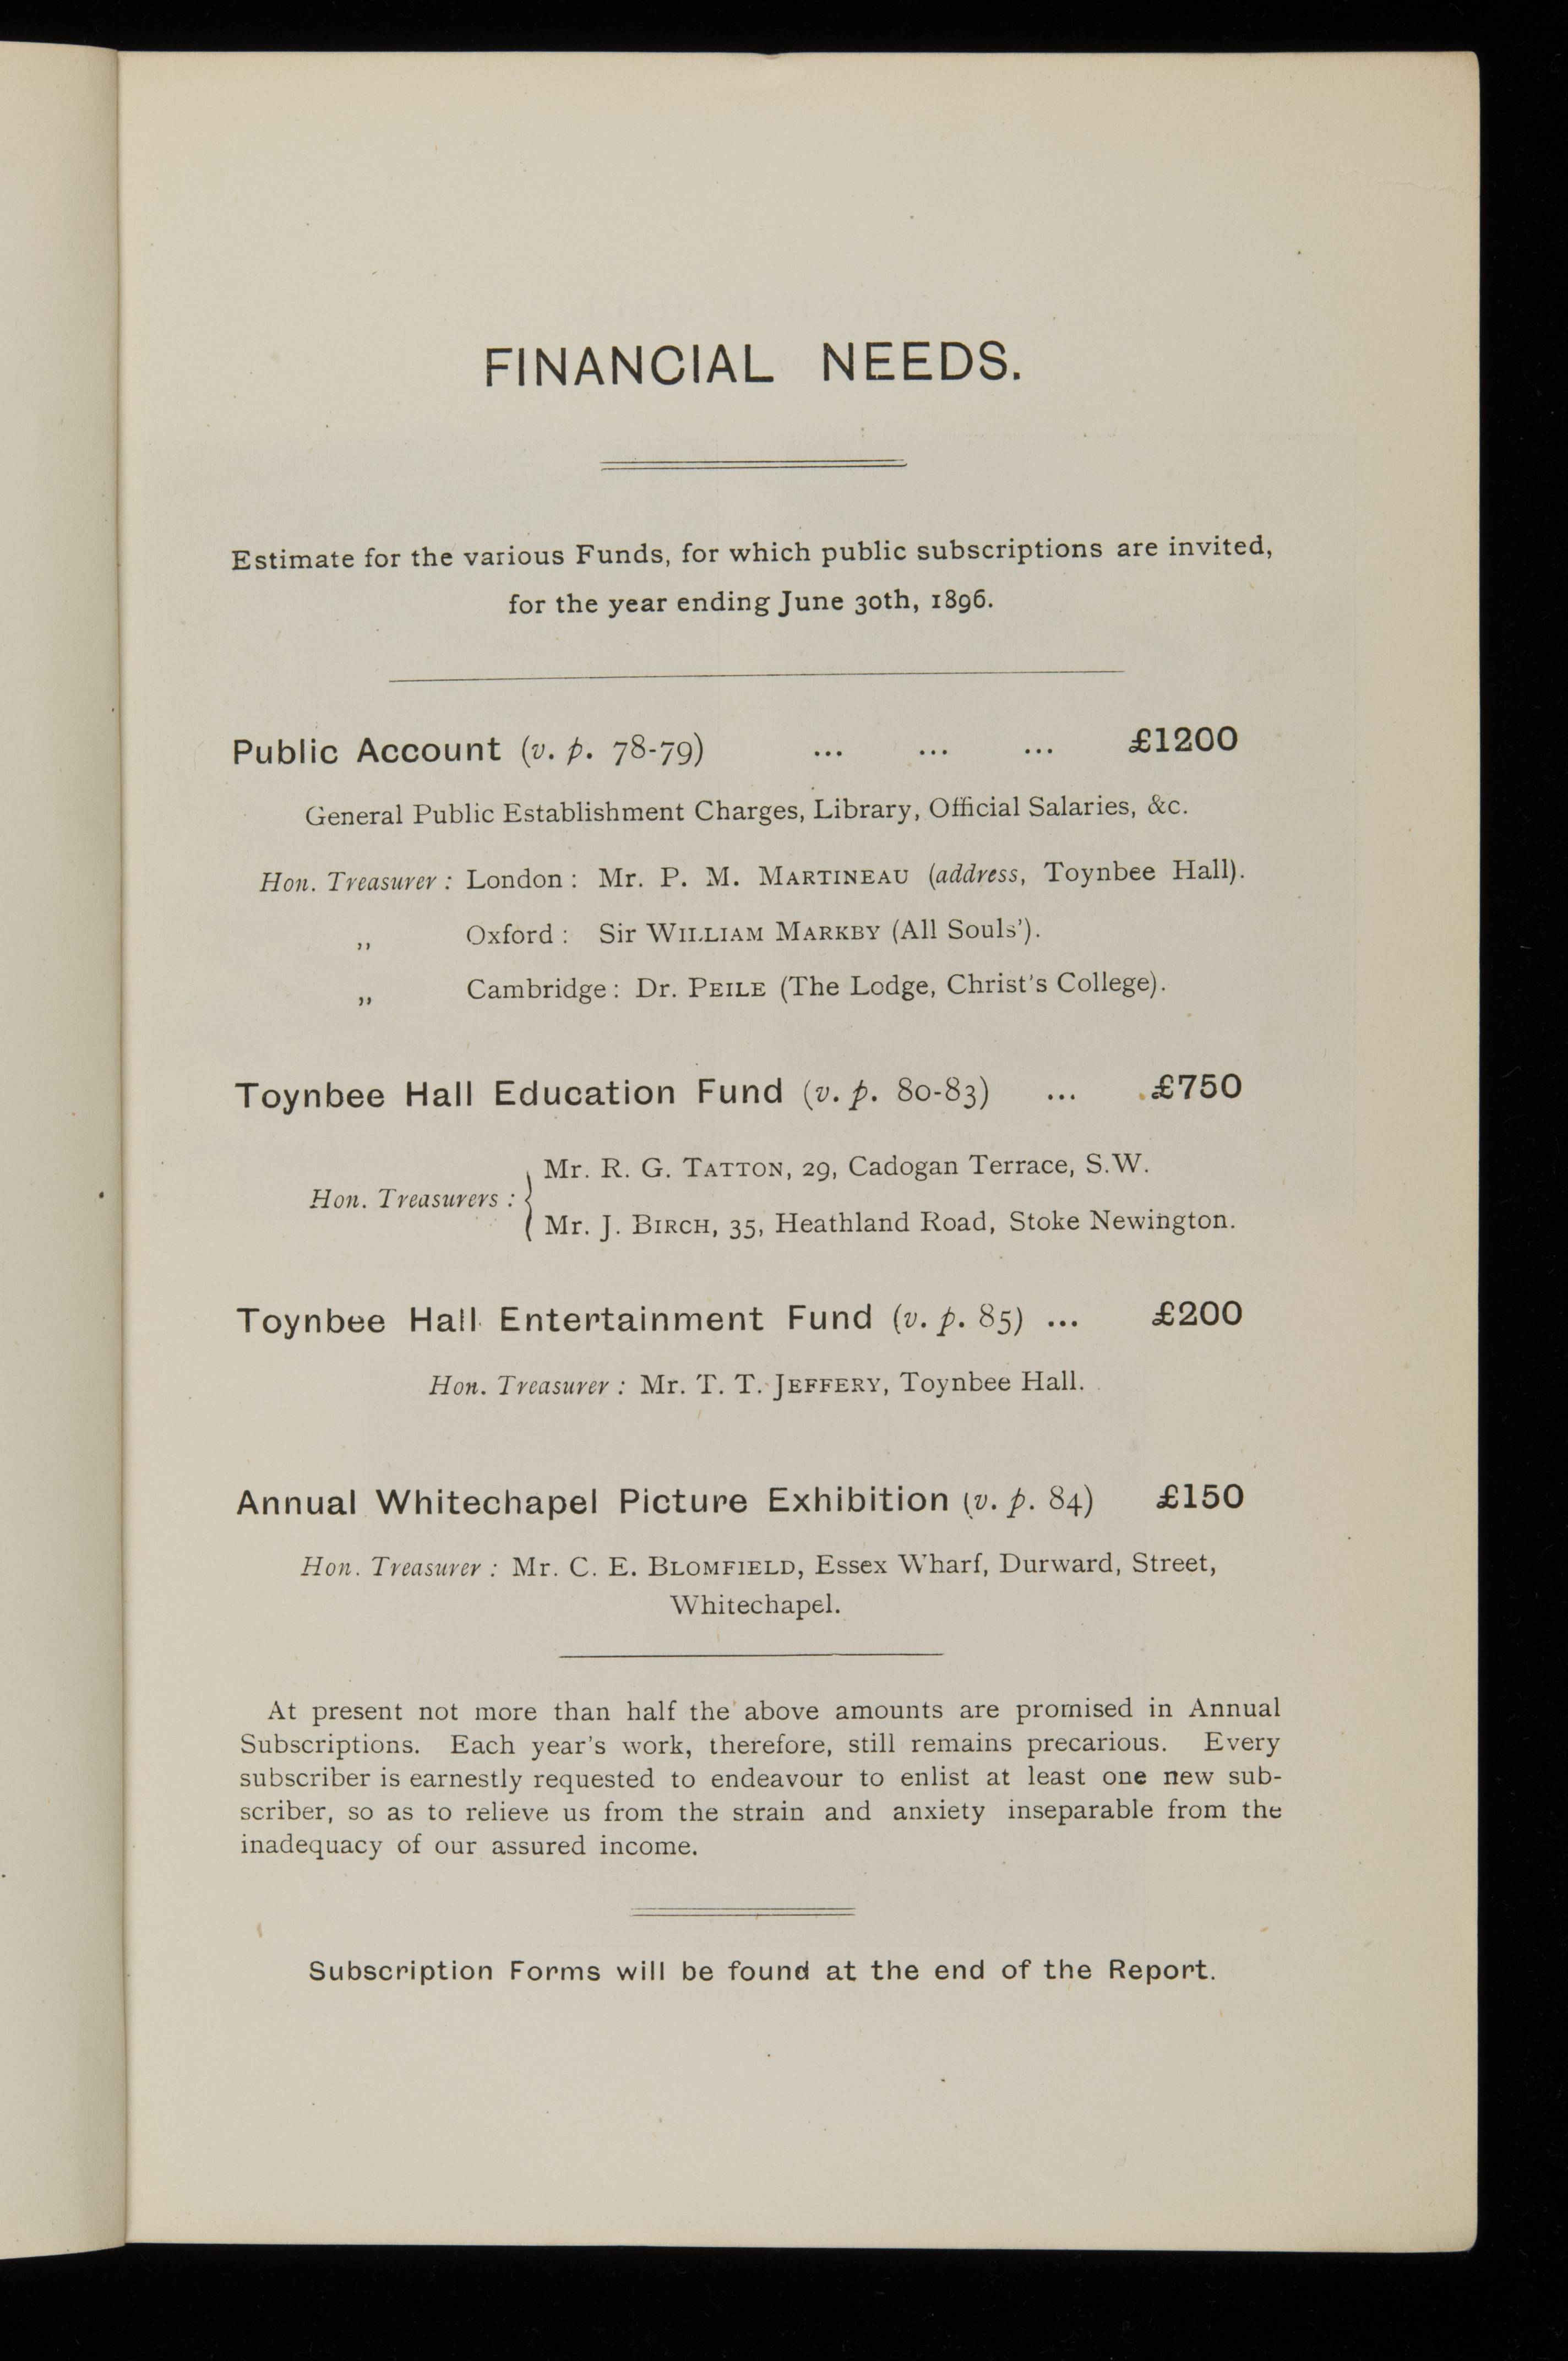 FINANCIAL NEEDS.
Estimate for the various Funds, for which public subscriptions are invited,
for the year ending June 30th, 1896.
Public Account (v. p. 78-79) ... ... ... £1200
General Public Establishment Charges, Library, Official Salaries, &c.
Hon. Treasurer : London : Mr. P. M. MARTINEAU (address, Toynbee Hall).
„ Oxford : Sir WILLIAM MARKBY (All Souls').
„ Cambridge : Dr. PEILE (The Lodge, Christ's College).
Toynbee Hall Education Fund (v. p. 80-83) ... £750
Mr. R. G. TATTON, 29, Cadogan Terrace, S.W.
Hon. Treasurers :
Mr. J. BIRCH, 35, Heathland Road, Stoke Newington.
Toynbee Hall Entertainment Fund (v. p. 85) ... £200
Hon. Treasurer : Mr. T. T. JEFFERY, Toynbee Hall.
Annual Whitechapel Picture Exhibition (v. p. 84) £150
Hon. Treasurer : Mr. C. E. BLOMFIELD, Essex Wharf, Durward, Street,
Whitechapel.
At present not more than half the above amounts are promised in Annual
Subscriptions. Each year's work, therefore, still remains precarious. Every
subscriber is earnestly requested to endeavour to enlist at least one new sub-
scriber, so as to relieve us from the strain and anxiety inseparable from the
inadequacy of our assured income.
Subscription Forms will be found at the end of the Report.